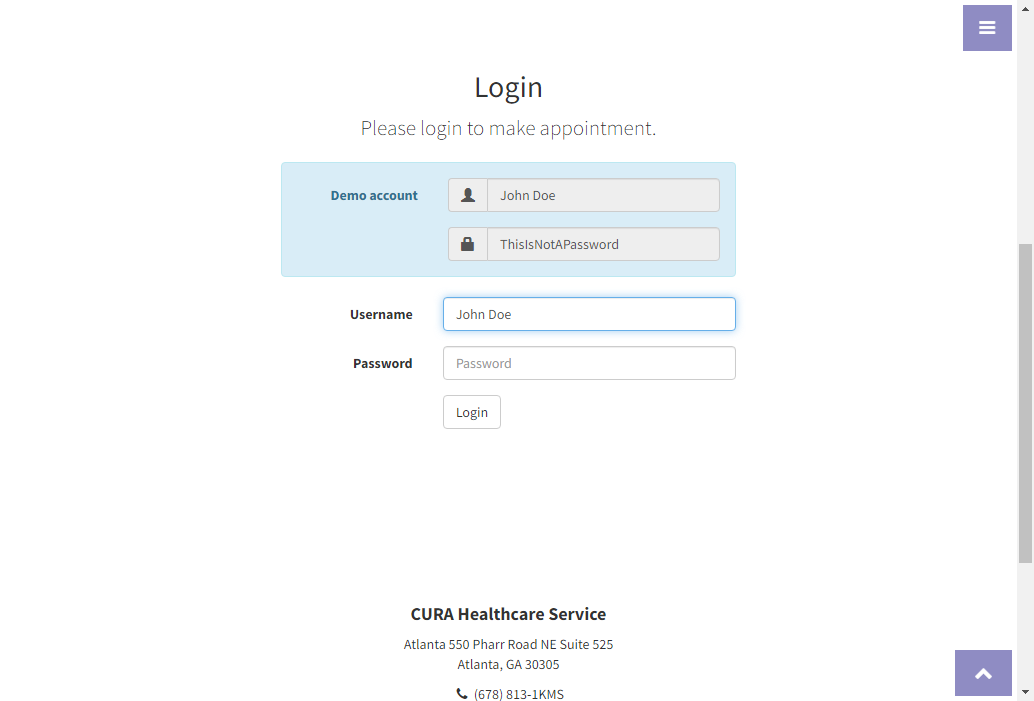 Login
Please login to make appointment.
Demo account
John Doe
ThisIsNotAPassword
Username
John Doe
Password
Password
Login
CURA Healthcare Service
Atlanta 550 Pharr Road NE Suite 525
Atlanta, GA 30305
(678) 813-1KMS